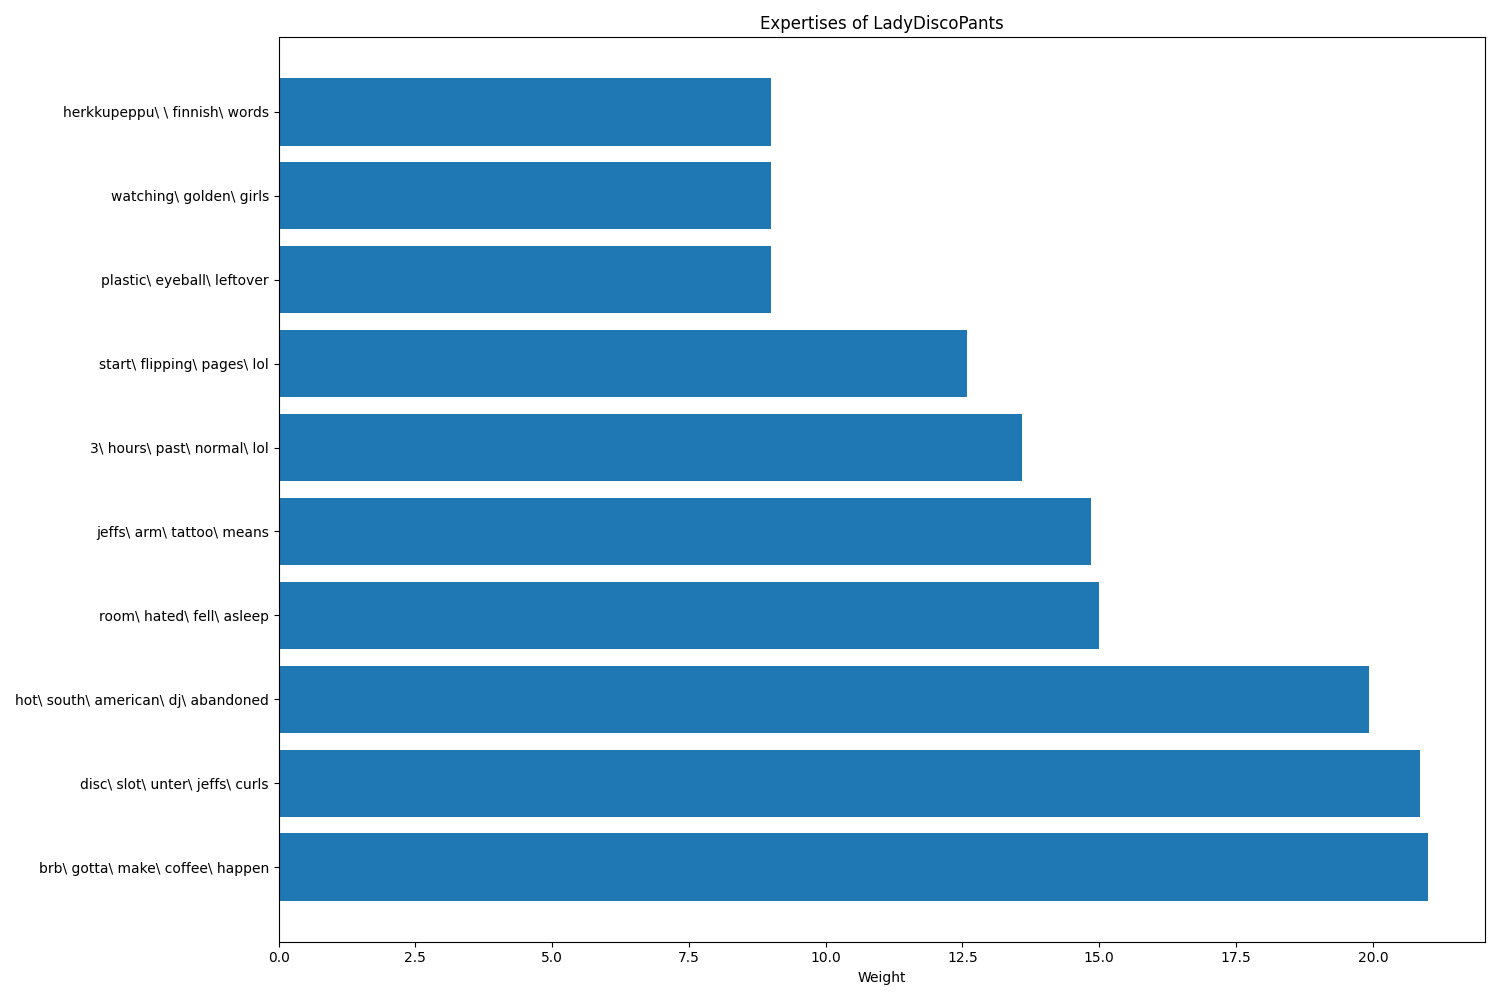 Expertises of LadyDiscoPants
herkkupeppu\ \ finnish\ words
watching\ golden\ girls
plastic\ eyeball\ leftover
start\ flipping\ pages\ lol
3\ hours\ past\ normal\ lol
jeffs\ arm\ tattoo\ means
room\ hated\ fell\ asleep
hot\ south\ american\ dj\ abandoned
disc\ slot\ unter\ jeffs\ curls
brb\ gotta\ make\ coffee\ happen
0.0 2.5 5.0 7.5 10.0 12.5 15.0 17.5 20.0
Weight